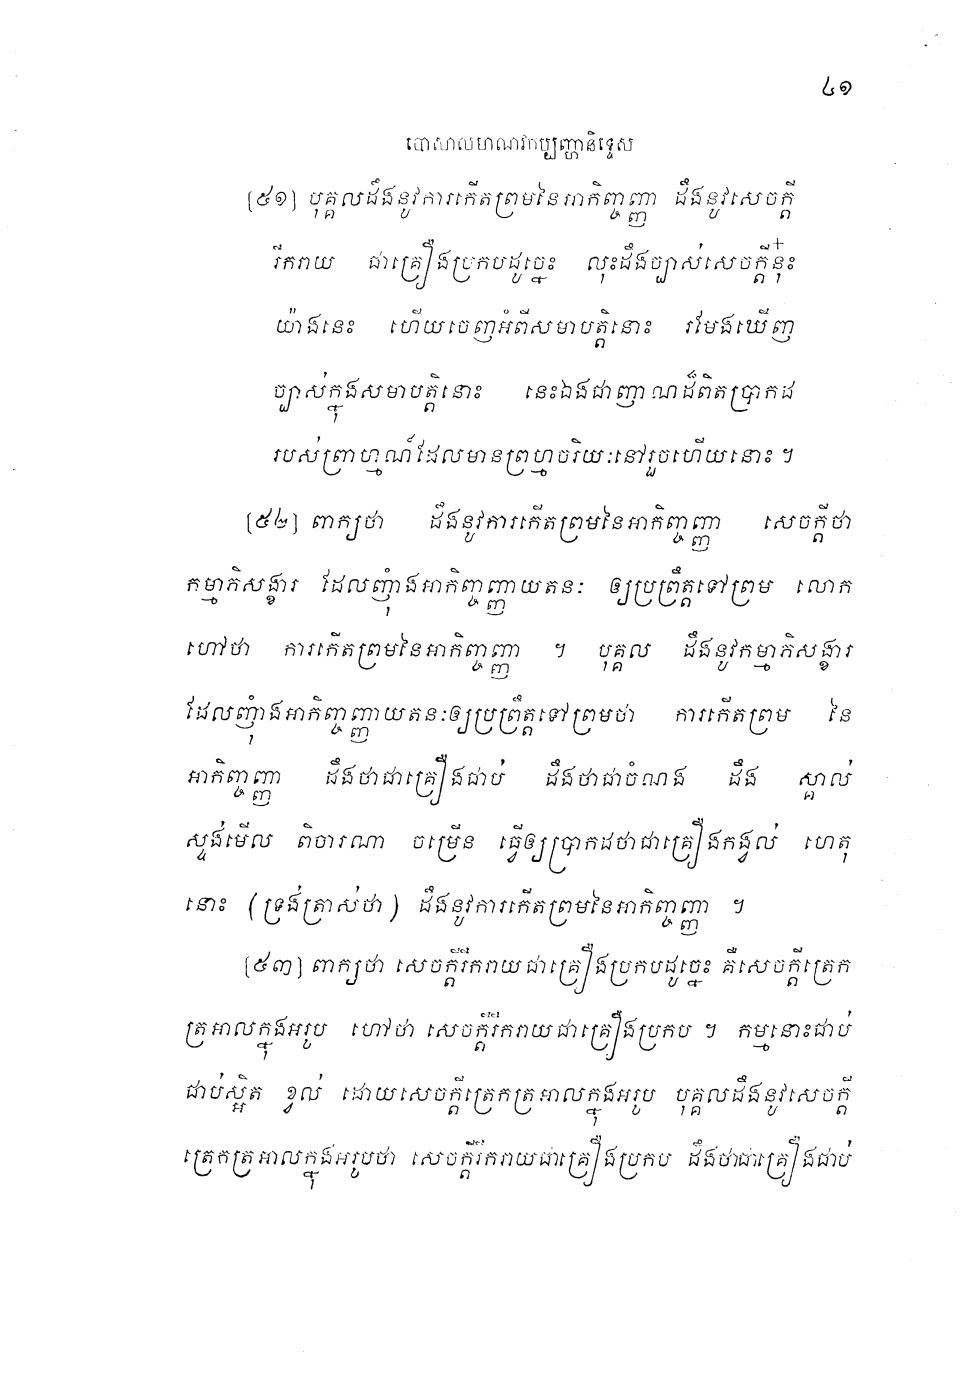 ៤១
បោសាលមាណវកប្បញ្ហានិទ្ទេស
[៥១] បុគ្គលដឹងនូវការកើតព្រមនៃអាកិញ្ចញ្ញា ដឹងនូវសេចក្តី
រីករាយ ជាគ្រឿងប្រកបដូច្នេះ លុះដឹងច្បាស់សេចក្តីនុ៎ះ
យ៉ាងនេះ ហើយចេញអំពីសមាបត្តិនោះ រមែងឃើញ
ច្បាស់ក្នុងសមាបត្តិនោះ នេះឯងជាញាណដ៏ពិតប្រាកដ
របស់ព្រាហ្មណ៍ដែលមានព្រហ្មចរិយៈនៅរួចហើយនោះ ។
[៥២] ពាក្យថា ដឹងនូវការកើតព្រមនៃអាកិញ្ចញ្ញា សេចក្តីថា
កម្មាភិសង្ខារ ដែលញុំាងអាកិញ្ចញ្ញាយតនៈ ឲ្យប្រព្រឹត្តទៅព្រម លោក
ហៅថា ការកើតព្រមនៃអាកិញ្ចញ្ញា ។ បុគ្គល ដឹងនូវកម្មាភិសង្ខារ
ដែលញុំាងអាកិញ្ចញ្ញាយតនៈឲ្យប្រព្រឹត្តទៅព្រមថា ការកើតព្រម នៃ
អាកិញ្ចញ្ញា ដឹងថាជាគ្រឿងជាប់ ដឹងថាជាចំណង ដឹង ស្គាល់
ស្ទង់មើល ពិចារណា ចម្រើន ធ្វើឲ្យប្រាកដថាជាគ្រឿងកង្វល់ ហេតុ
នោះ (ទ្រង់ត្រាស់ថា) ដឹងនូវការកើតព្រមនៃអាកិញ្ចញ្ញា ។
[៥៣] ពាក្យថា សេចក្តីរីករាយជាគ្រឿងប្រកបដូច្នេះ គឺសេចក្តីត្រេក
ត្រអាលក្នុងអរូប ហៅថា សេចក្តីរីករាយជាគ្រឿងប្រកប ។ កម្មនោះជាប់
ជាប់ស្អិត ខ្វល់ ដោយសេចក្តីត្រេកត្រអាលក្នុងអរូប បុគ្គលដឹងនូវសេចក្តី
ត្រេកត្រអាលក្នុងអរូបថា សេចក្តីរីករាយជាគ្រឿងប្រកប ដឹងថាជាគ្រឿងជាប់